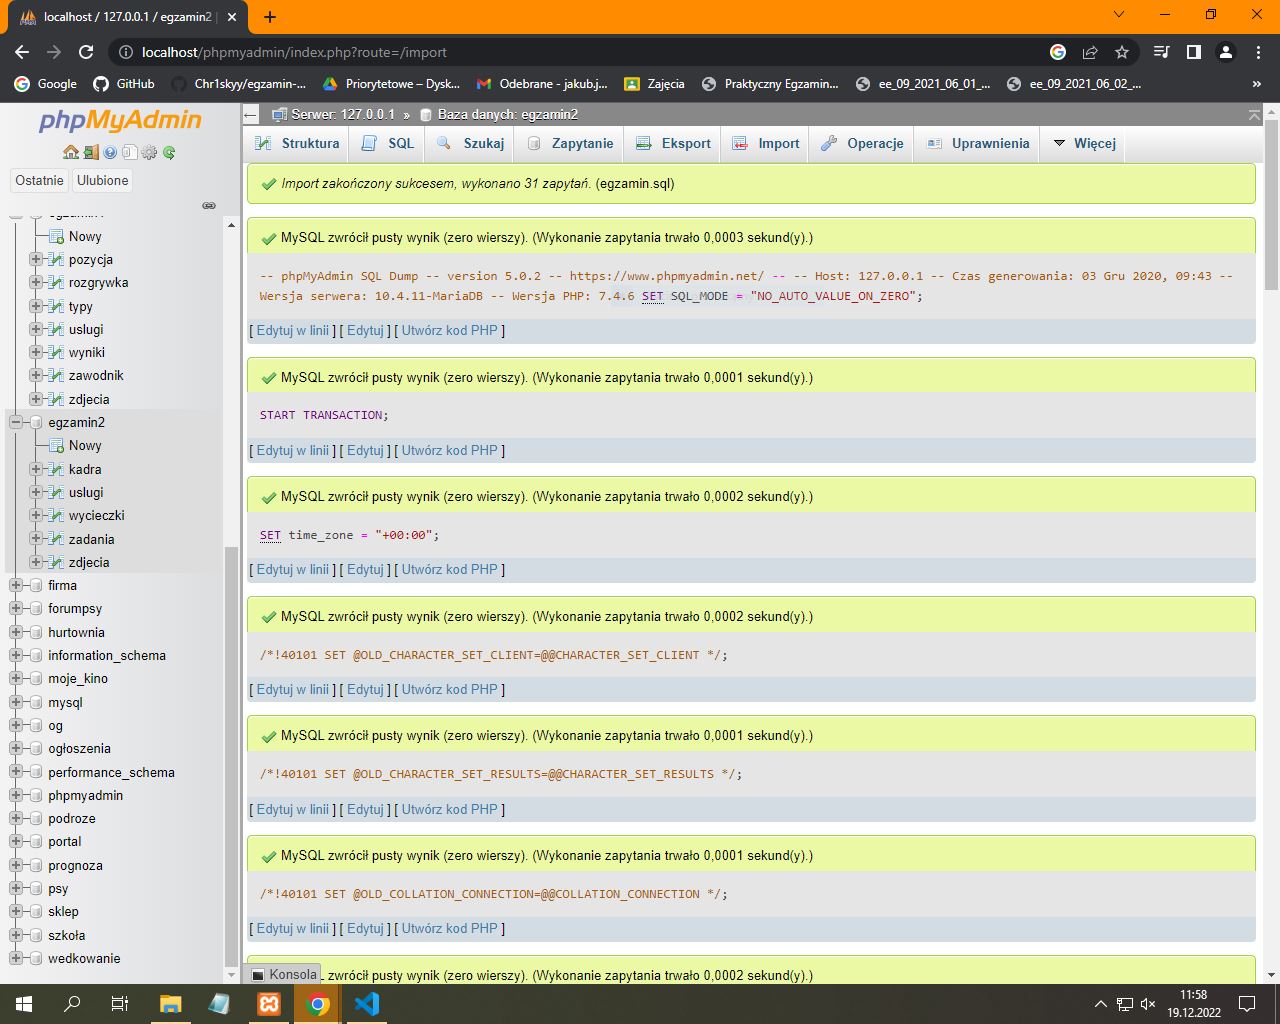 localhost / 127.0.0.1 / egzamin2 |
localhost/phpmyadmin/index.php?route=/import
Google
GitHub
Chr1skyy/egzamin-...
Priorytetowe – Dysk...
Odebrane - jakub.j...
Zajęcia
Praktyczny Egzamin...
ee_09_2021_06_01_...
ee_09_2021_06_02_...
»
phpMyAdmin
Ostatnie
Ulubione
Nowy
pozycja
rozgrywka
typy
uslugi
wyniki
zawodnik
zdjecia
egzamin2
Nowy
kadra
uslugi
wycieczki
zadania
zdjecia
firma
forumpsy
hurtownia
information_schema
moje_kino
mysql
og
ogłoszenia
performance_schema
phpmyadmin
podroze
portal
prognoza
psy
sklep
szkoła
wedkowanie
Serwer: 127.0.0.1 » Baza danych: egzamin2
Struktura
SQL
Szukaj
Zapytanie
Eksport
Import
Operacje
Uprawnienia
Więcej
Import zakończony sukcesem, wykonano 31 zapytań. (egzamin.sql)
MySQL zwrócił pusty wynik (zero wierszy). (Wykonanie zapytania trwało 0,0003 sekund(y).)
-- phpMyAdmin SQL Dump -- version 5.0.2 -- https://www.phpmyadmin.net/ -- -- Host: 127.0.0.1 -- Czas generowania: 03 Gru 2020, 09:43 --
Wersja serwera: 10.4.11-MariaDB -- Wersja PHP: 7.4.6 SET SQL_MODE = "NO_AUTO_VALUE_ON_ZERO";
[ Edytuj w linii ] [ Edytuj ] [ Utwórz kod PHP ]
MySQL zwrócił pusty wynik (zero wierszy). (Wykonanie zapytania trwało 0,0001 sekund(y).)
START TRANSACTION;
[ Edytuj w linii ] [ Edytuj ] [ Utwórz kod PHP ]
MySQL zwrócił pusty wynik (zero wierszy). (Wykonanie zapytania trwało 0,0002 sekund(y).)
SET time_zone = "+00:00";
[ Edytuj w linii ] [ Edytuj ] [ Utwórz kod PHP ]
MySQL zwrócił pusty wynik (zero wierszy). (Wykonanie zapytania trwało 0,0002 sekund(y).)
/*!40101 SET @OLD_CHARACTER_SET_CLIENT=@@CHARACTER_SET_CLIENT */;
[ Edytuj w linii ] [ Edytuj ] [ Utwórz kod PHP ]
MySQL zwrócił pusty wynik (zero wierszy). (Wykonanie zapytania trwało 0,0001 sekund(y).)
/*!40101 SET @OLD_CHARACTER_SET_RESULTS=@@CHARACTER_SET_RESULTS */;
[ Edytuj w linii ] [ Edytuj ] [ Utwórz kod PHP ]
MySQL zwrócił pusty wynik (zero wierszy). (Wykonanie zapytania trwało 0,0001 sekund(y).)
/*!40101 SET @OLD_COLLATION_CONNECTION=@@COLLATION_CONNECTION */;
[ Edytuj w linii ] [ Edytuj ] [ Utwórz kod PHP ]
Konsola
zwrócił pusty wynik (zero wierszy). (Wykonanie zapytania trwało 0,0002 sekund(y).)
11:58
19.12.2022